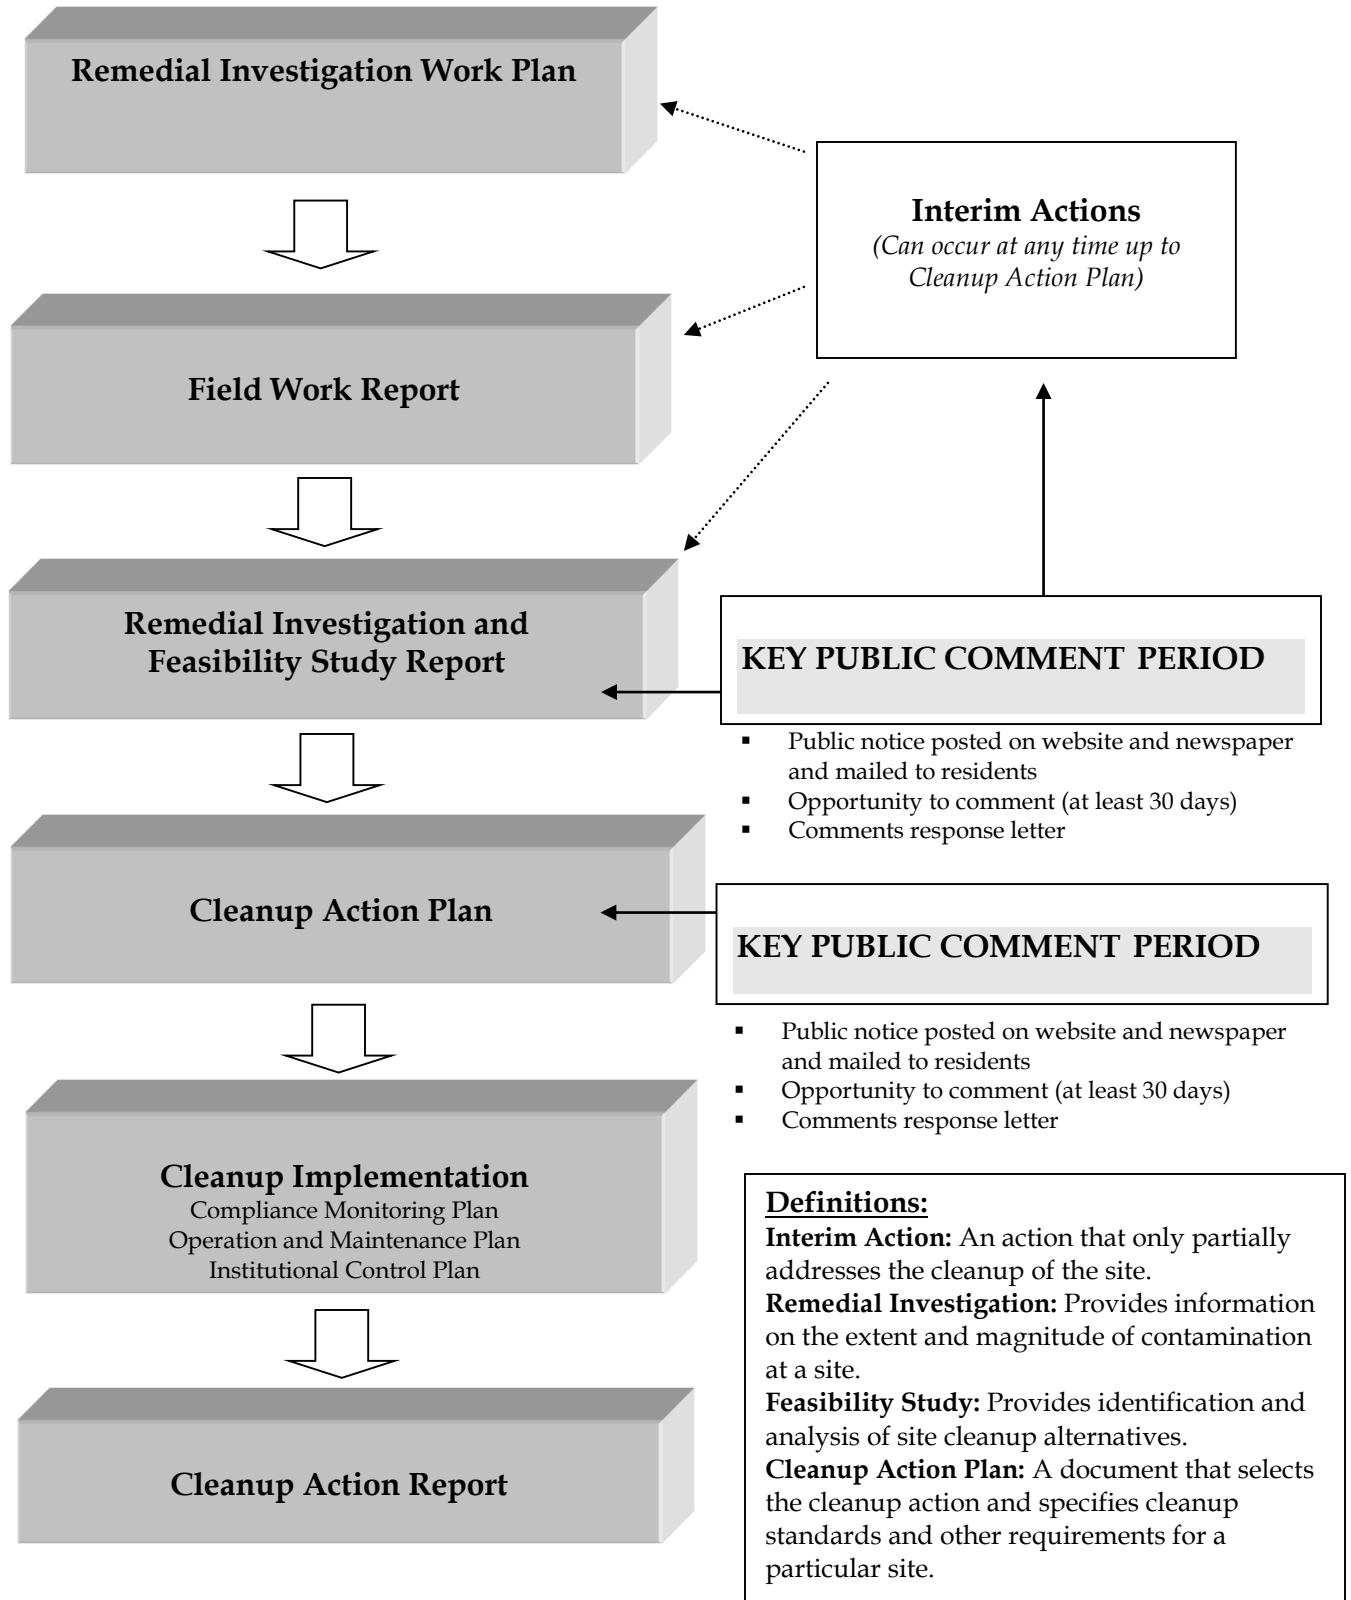 Remedial Investigation Work Plan
Interim Actions
(Can occur at any time up to
Cleanup Action Plan)
Field Work Report
Remedial Investigation and
Feasibility Study Report
KEY PUBLIC COMMENT PERIOD
▪ Public notice posted on website and newspaper
and mailed to residents
▪ Opportunity to comment (at least 30 days)
▪ Comments response letter
Cleanup Action Plan
KEY PUBLIC COMMENT PERIOD
▪ Public notice posted on website and newspaper
and mailed to residents
▪ Opportunity to comment (at least 30 days)
▪ Comments response letter
Cleanup Implementation
Compliance Monitoring Plan
Operation and Maintenance Plan
Institutional Control Plan
Cleanup Action Report
Definitions:
Interim Action: An action that only partially
addresses the cleanup of the site.
Remedial Investigation: Provides information
on the extent and magnitude of contamination
at a site.
Feasibility Study: Provides identification and
analysis of site cleanup alternatives.
Cleanup Action Plan: A document that selects
the cleanup action and specifies cleanup
standards and other requirements for a
particular site.